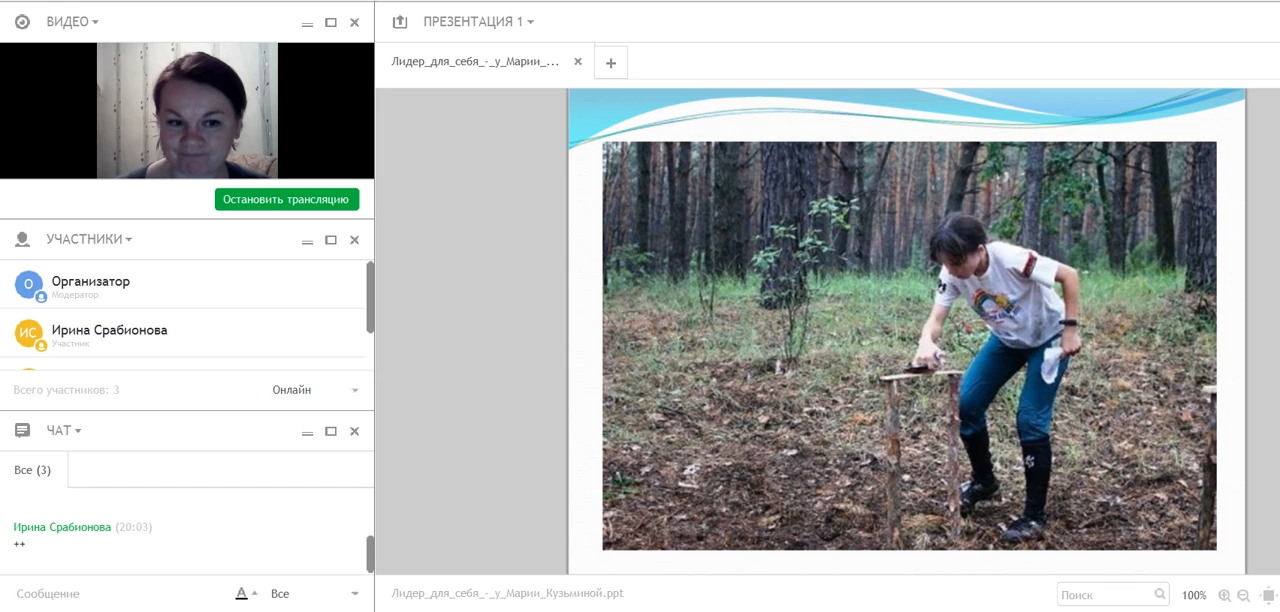 ВИДЕО
Остановить трансляцию
УЧАСТНИКИ
О
Организатор
Модератор
ИС
Ирина Срабионова
Участник
Всего участников: 3
Онлайн
ЧАТ
Все (3)
Ирина Срабионова (20:03)
++
Сообщение
A
Все
ПРЕЗЕНТАЦИЯ 1
Лидер_для_себя_-_у_Марии_...
Лидер_для_себя_-_у_Марии_Кузьминой.ppt
Поиск
100%